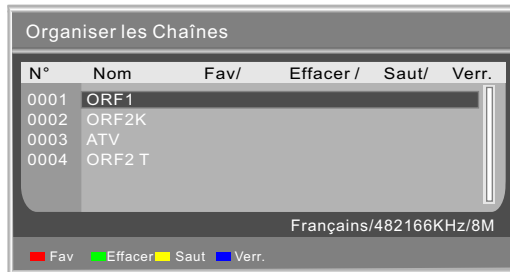 Organiser les Chaînes
N° Nom Fav/ Effacer / Saut/ Verr.
0001 ORF1
0002 ORF2K
0003 ATV
0004 ORF2 T
Françains/482166KHz/8M
Fav Effacer Saut Verr.